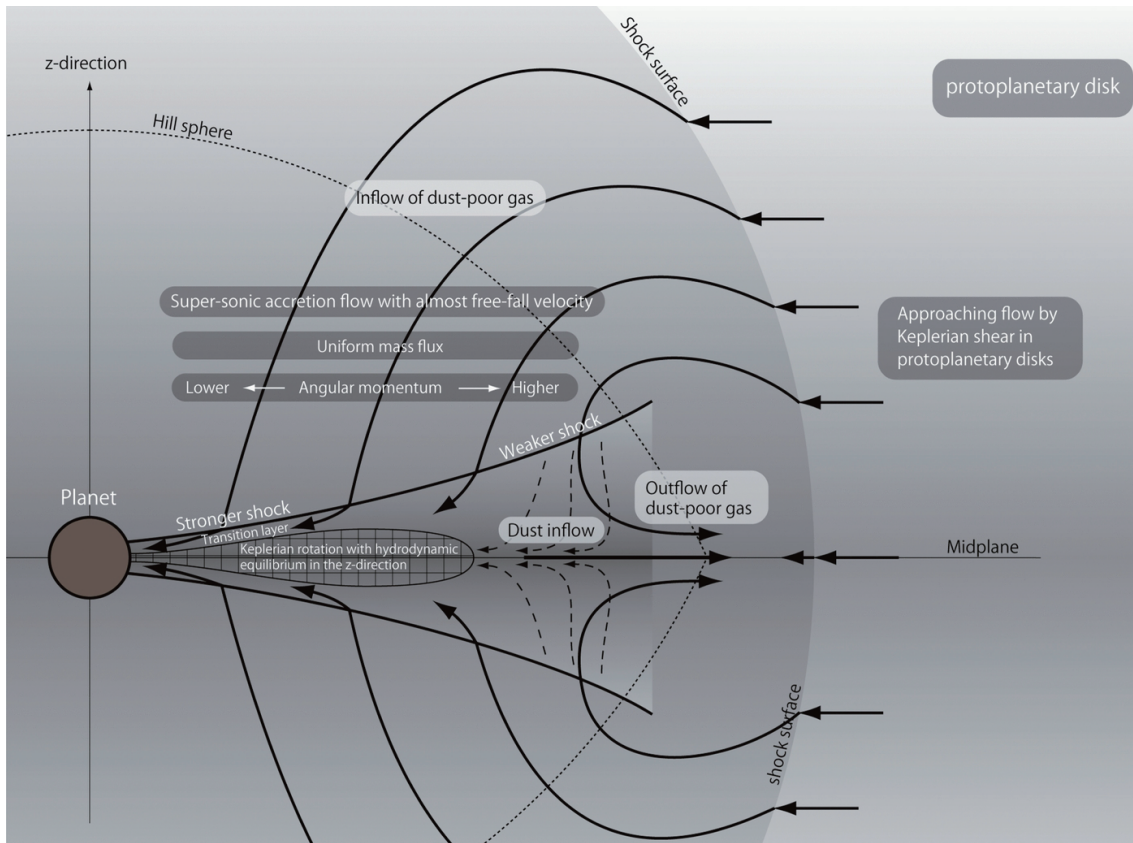 Shock surface
z-direction
protoplanetary disk
Hill sphere
Inflow of dust-poor gas
Super-sonic accretion flow with almost free-fall velocity
Approaching flow by
Keplerian shear in
protoplanetary disks
Uniform mass flux
Lower Angular momentum Higher
Weaker shock
Planet
Outflow of
dust-poor gas
Stronger shock
Transition layer
Dust inflow
Keplerian rotation with hydrodynamic
equilibrium in the z-direction
Midplane
shock surface